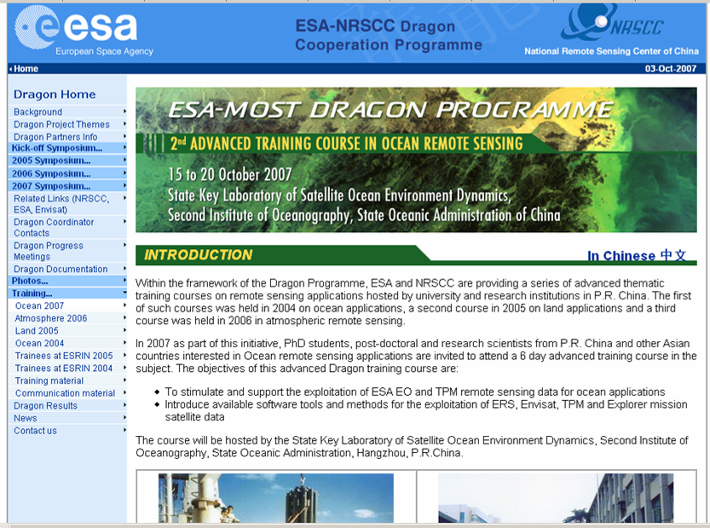 esa
European Space Agency
ESA-NRSCC Dragon
Cooperation Programme
NRSCC
National Remote Sensing Center of China
Home
03-Oct-2007
Dragon Home
Background
Dragon Project Themes
Dragon Partners Info
Kick-off Symposium...
2005 Symposium...
2006 Symposium...
2007 Symposium...
Related Links (NRSCC,
ESA, Envisat)
Dragon Coordinator
Contacts
Dragon Progress
Meetings
Dragon Documentation
Photos...
Training...
Ocean 2007
Atmosphere 2006
Land 2005
Ocean 2004
Trainees at ESRIN 2005
Trainees at ESRIN 2004
Training material
Communication material
Dragon Results
News
Contact us
ESA-MOST DRAGON PROGRAMME
2nd ADVANCED TRAINING COURSE IN OCEAN REMOTE SENSING
15 to 20 October 2007
State Key Laboratory of Satellite Ocean Environment Dynamics,
Second Institute of Oceanography, State Oceanic Administration of China
INTRODUCTION
In Chinese 中文
Within the framework of the Dragon Programme, ESA and NRSCC are providing a series of advanced thematic
training courses on remote sensing applications hosted by university and research institutions in P.R. China. The first
of such courses was held in 2004 on ocean applications, a second course in 2005 on land applications and a third
course was held in 2006 in atmospheric remote sensing.
In 2007 as part of this initiative, PhD students, post-doctoral and research scientists from P.R. China and other Asian
countries interested in Ocean remote sensing applications are invited to attend a 6 day advanced training course in the
subject. The objectives of this advanced Dragon training course are:
To stimulate and support the exploitation of ESA EO and TPM remote sensing data for ocean applications
Introduce available software tools and methods for the exploitation of ERS, Envisat, TPM and Explorer mission
satellite data
The course will be hosted by the State Key Laboratory of Satellite Ocean Environment Dynamics, Second Institute of
Oceanography, State Oceanic Administration, Hangzhou, P.R.China.